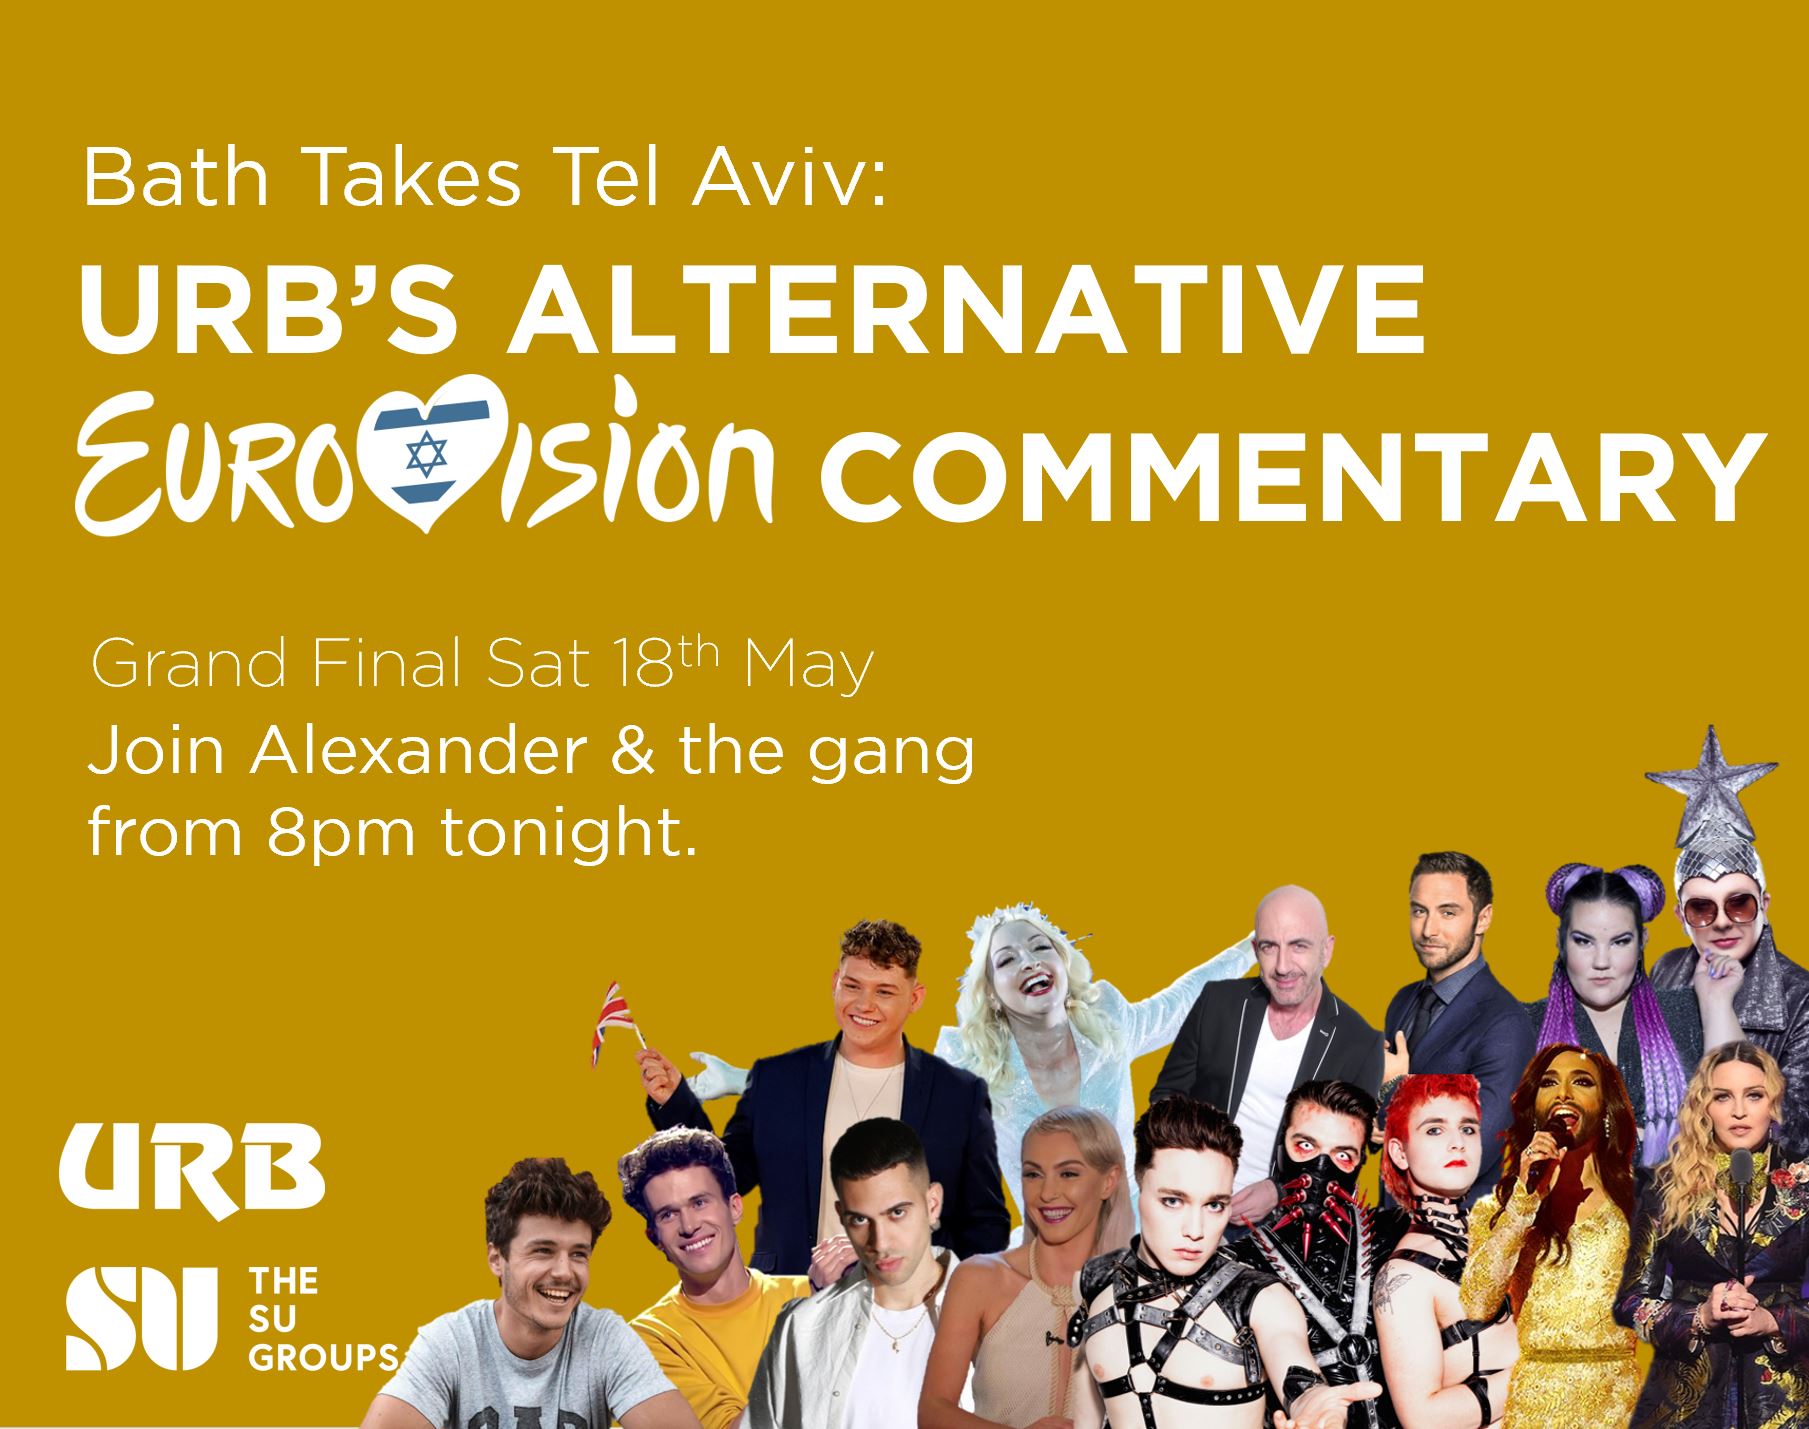 Bath Takes Tel Aviv:
URB'S ALTERNATIVE
EUROVISION COMMENTARY
Grand Final Sat 18th May
Join Alexander & the gang
from 8pm tonight.
URB
SU
THE
SU
GROUPS
GAP